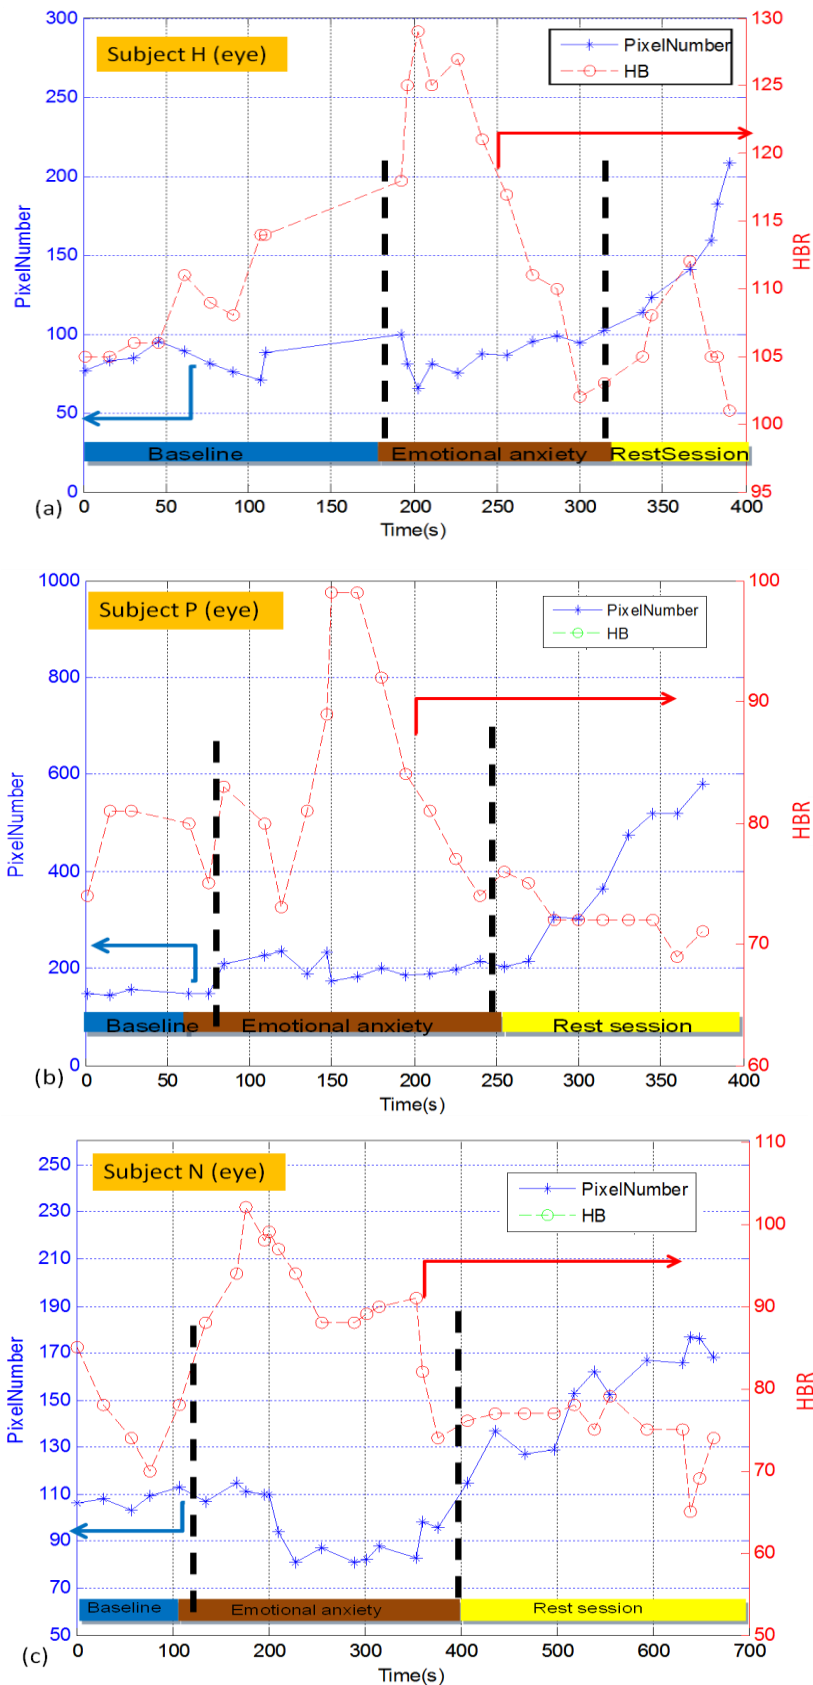 Subject H (eye)
PixelNumber
HB
PixelNumber
HBR
300
250
200
150
100
50
0
130
125
120
115
110
105
100
95
Baseline
Emotional anxiety
RestSession
0 50 100 150 200 250 300 350 400
Time(s)
(a)
Subject P (eye)
PixelNumber
HB
PixelNumber
HBR
1000
800
600
400
200
0
100
90
80
70
60
Baseline
Emotional anxiety
Rest session
0 50 100 150 200 250 300 350 400
Time(s)
(b)
Subject N (eye)
PixelNumber
HB
PixelNumber
HBR
250
230
210
190
170
150
130
110
90
70
50
110
100
90
80
70
60
50
Baseline
Emotional anxiety
Rest session
0 100 200 300 400 500 600 700
Time(s)
(c)